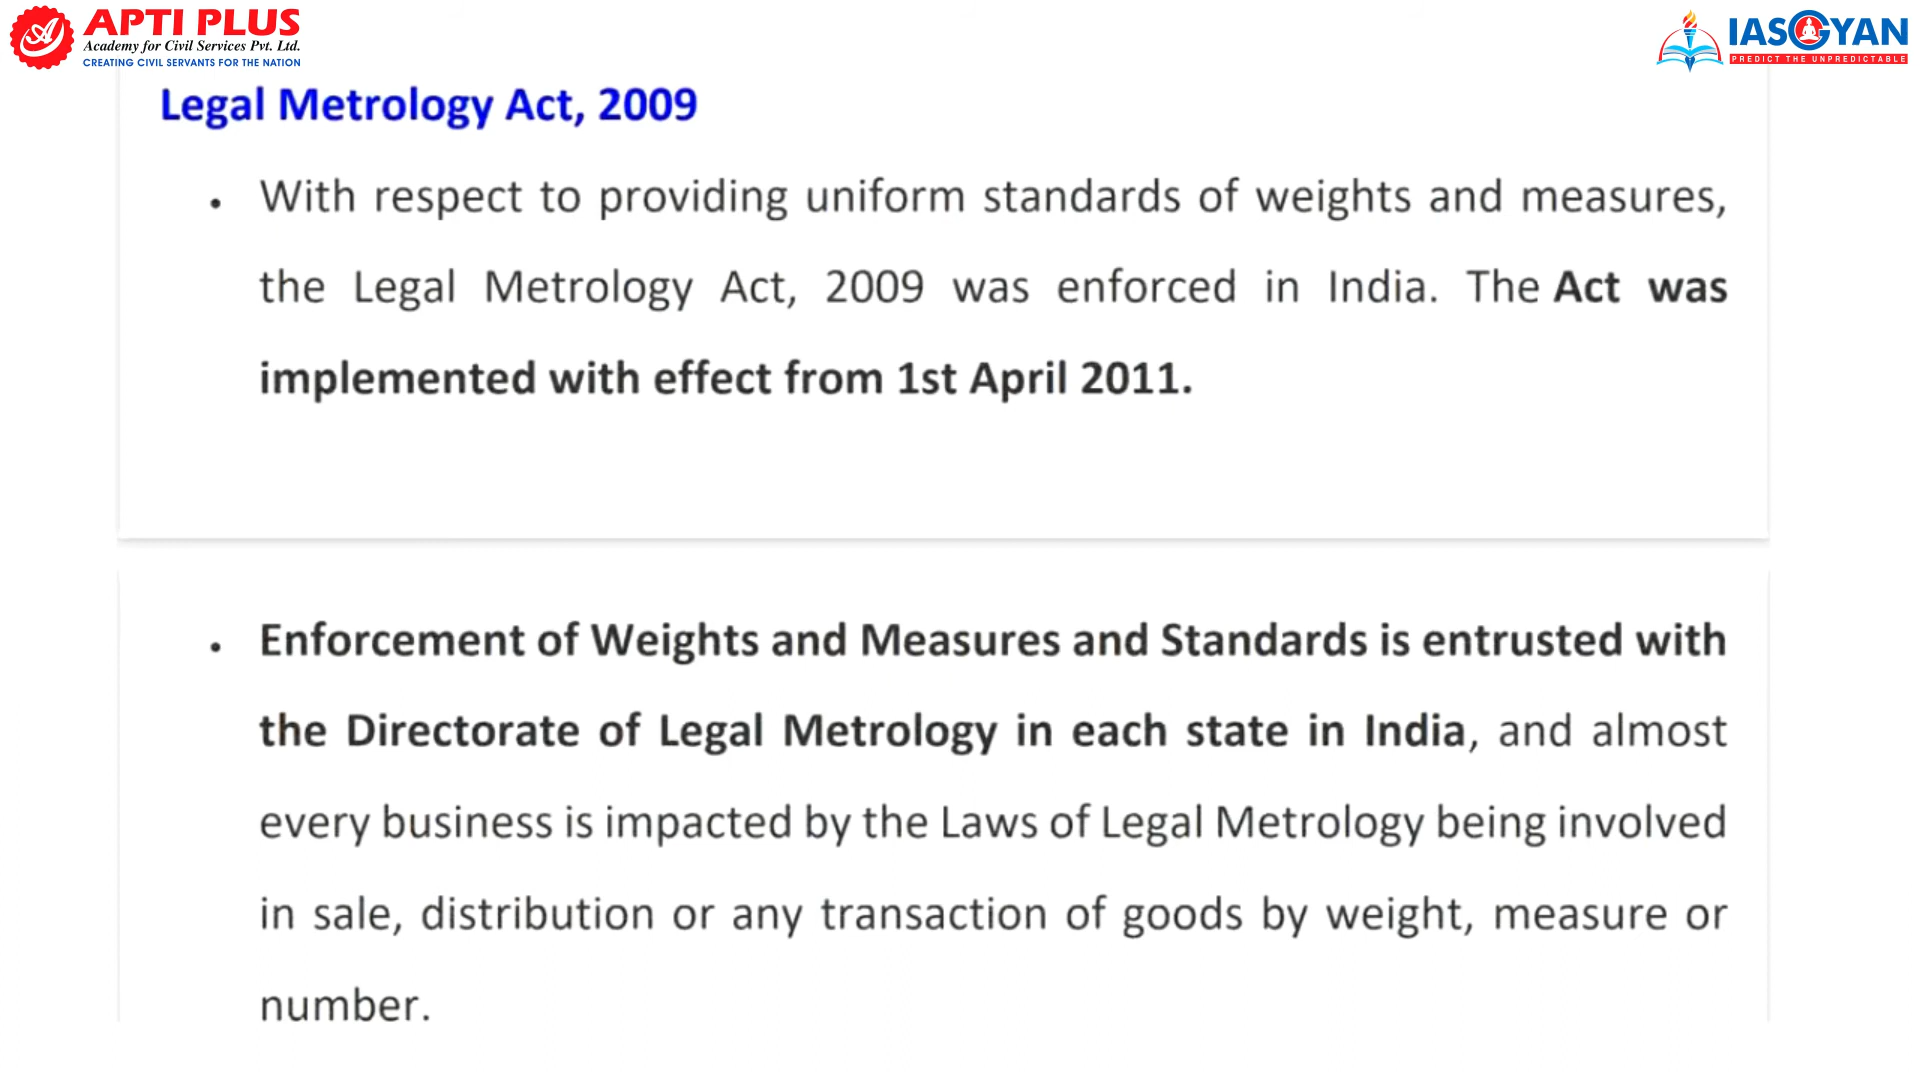 APTI PLUS
Academy for Civil Services Pvt. Ltd.
CREATING CIVIL SERVANTS FOR THE NATION
IASGYAN
PREDICT THE UNPREDICTABLE
Legal Metrology Act, 2009
• With respect to providing uniform standards of weights and measures,
the Legal Metrology Act, 2009 was enforced in India. The Act was
implemented with effect from 1st April 2011.
• Enforcement of Weights and Measures and Standards is entrusted with
the Directorate of Legal Metrology in each state in India, and almost
every business is impacted by the Laws of Legal Metrology being involved
in sale, distribution or any transaction of goods by weight, measure or
number.